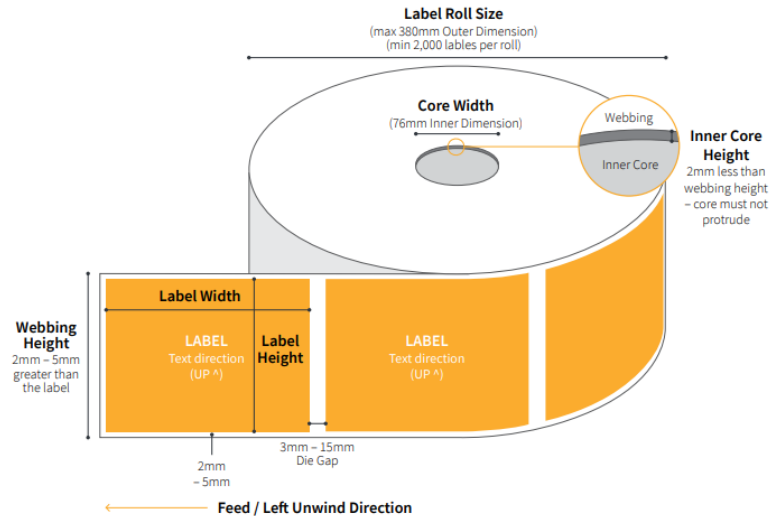 Label Roll Size
(max 380mm Outer Dimension)
(min 2,000 lables per roll)
Core Width
(76mm Inner Dimension)
Webbing
Inner Core
Inner Core
Height
2mm less than
webbing height
– core must not
protrude
Webbing
Height
2mm – 5mm
greater than
the label
Label Width
LABEL
Text direction
(UP ^)
Label
Height
LABEL
Text direction
(UP ^)
2mm
– 5mm
3mm – 15mm
Die Gap
Feed / Left Unwind Direction